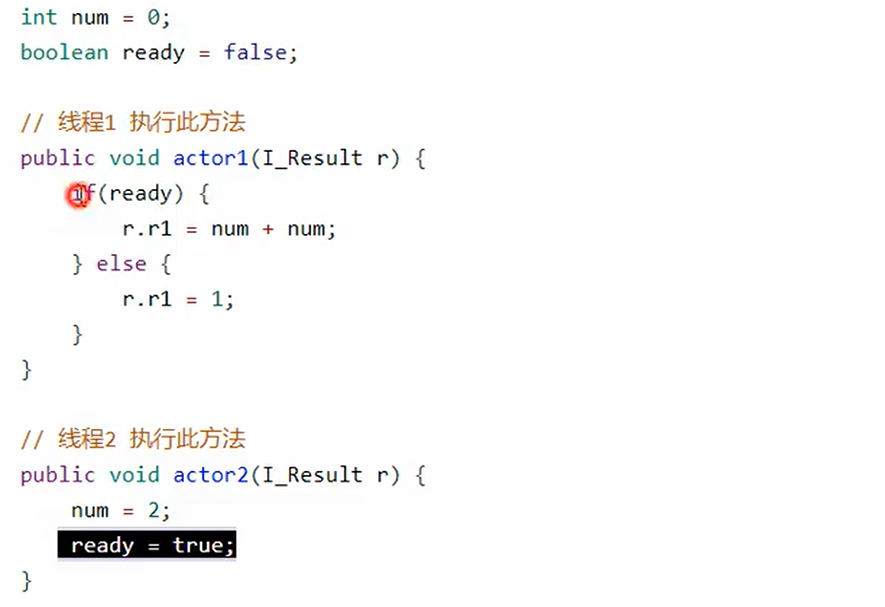 int num = 0;
boolean ready = false;
// 线程1 执行此方法
public void actor1(I_Result r) {
if(ready) {
r.r1 = num + num;
} else {
r.r1 = 1;
}
}
// 线程2 执行此方法
public void actor2(I_Result r) {
num = 2;
ready = true;
}